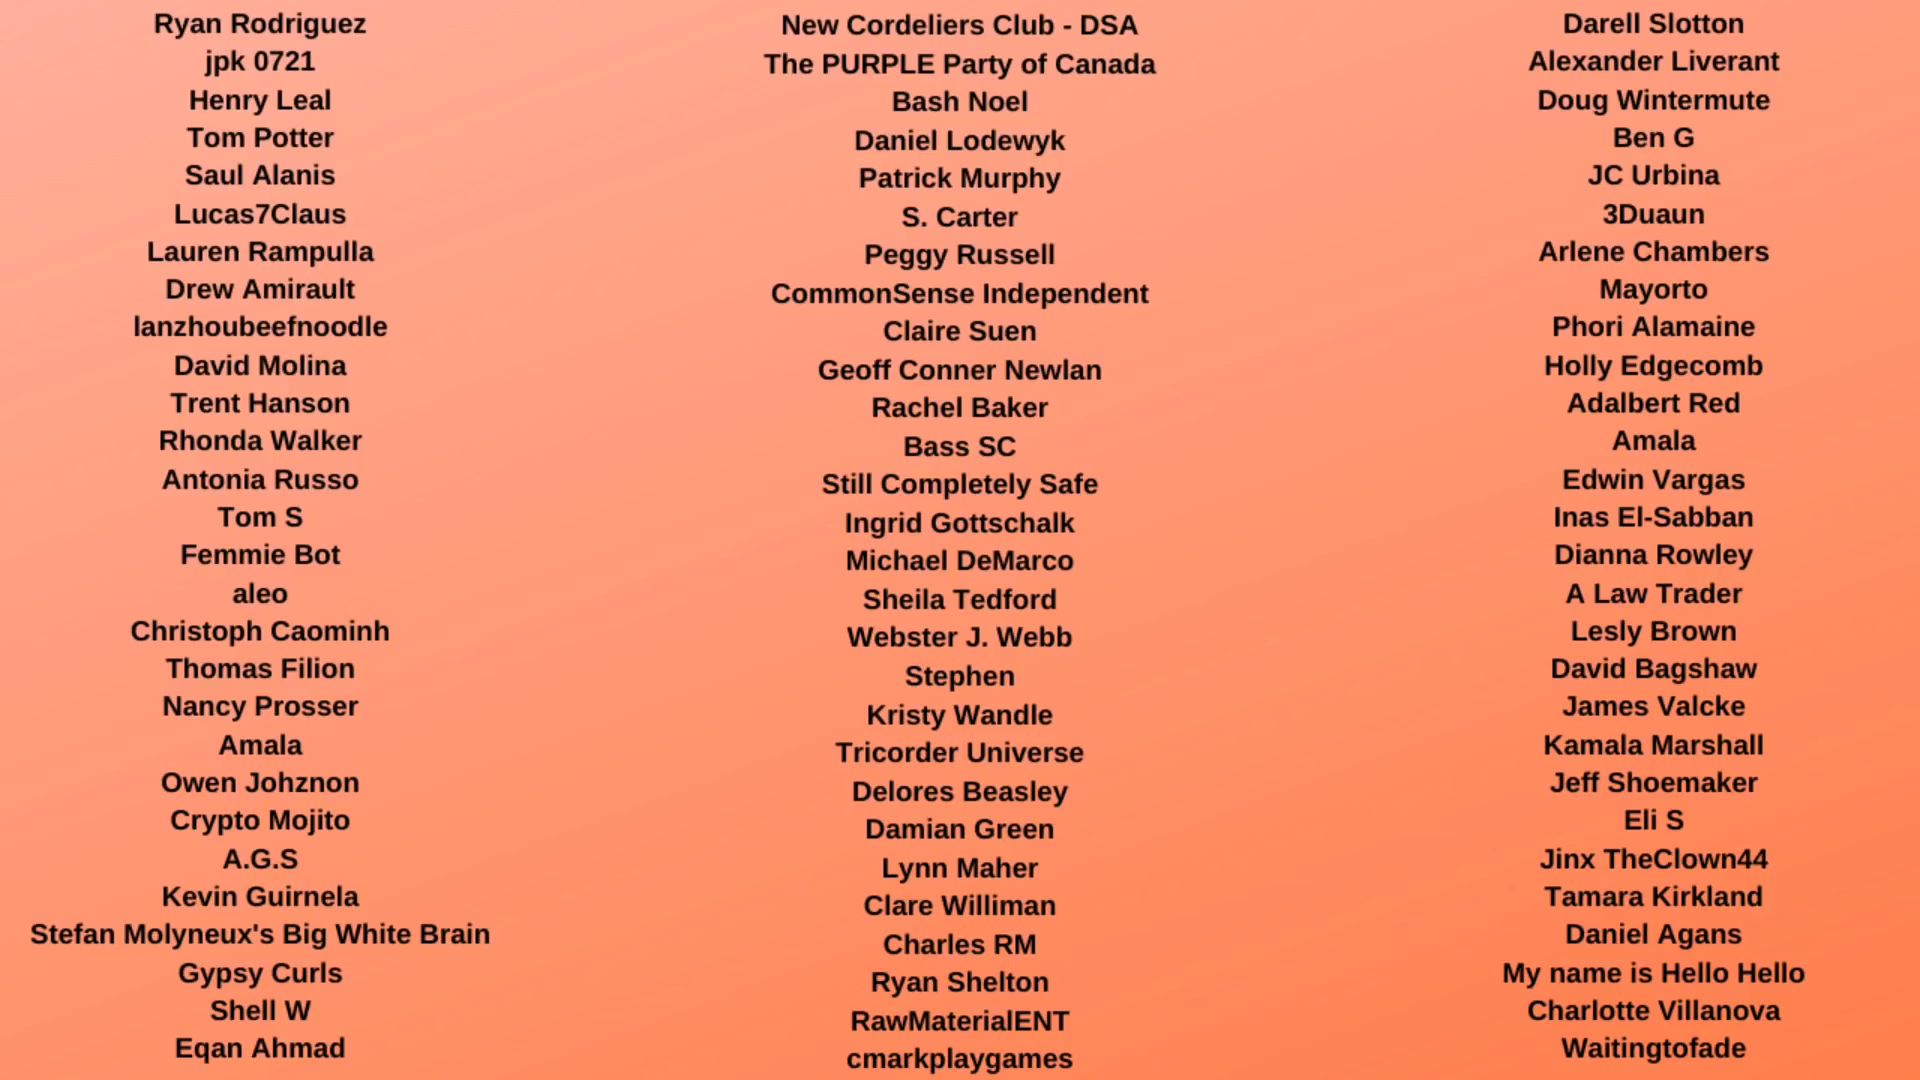 Ryan Rodriguez
jpk 0721
Henry Leal
Tom Potter
Saul Alanis
Lucas7Claus
Lauren Rampulla
Drew Amirault
lanzhoubeefnoodle
David Molina
Trent Hanson
Rhonda Walker
Antonia Russo
Tom S
Femmie Bot
aleo
Christoph Caominh
Thomas Filion
Nancy Prosser
Amala
Owen Johznon
Crypto Mojito
A.G.S
Kevin Guirnela
Stefan Molyneux's Big White Brain
Gypsy Curls
Shell W
Eqan Ahmad
New Cordeliers Club - DSA
The PURPLE Party of Canada
Bash Noel
Daniel Lodewyk
Patrick Murphy
S. Carter
Peggy Russell
CommonSense Independent
Claire Suen
Geoff Conner Newlan
Rachel Baker
Bass SC
Still Completely Safe
Ingrid Gottschalk
Michael DeMarco
Sheila Tedford
Webster J. Webb
Stephen
Kristy Wandle
Tricorder Universe
Delores Beasley
Damian Green
Lynn Maher
Clare Williman
Charles RM
Ryan Shelton
RawMaterialENT
cmarkplaygames
Darell Slotton
Alexander Liverant
Doug Wintermute
Ben G
JC Urbina
3Duaun
Arlene Chambers
Mayorto
Phori Alamaine
Holly Edgecomb
Adalbert Red
Amala
Edwin Vargas
Inas El-Sabban
Dianna Rowley
A Law Trader
Lesly Brown
David Bagshaw
James Valcke
Kamala Marshall
Jeff Shoemaker
Eli S
Jinx TheClown44
Tamara Kirkland
Daniel Agans
My name is Hello Hello
Charlotte Villanova
Waitingtofade